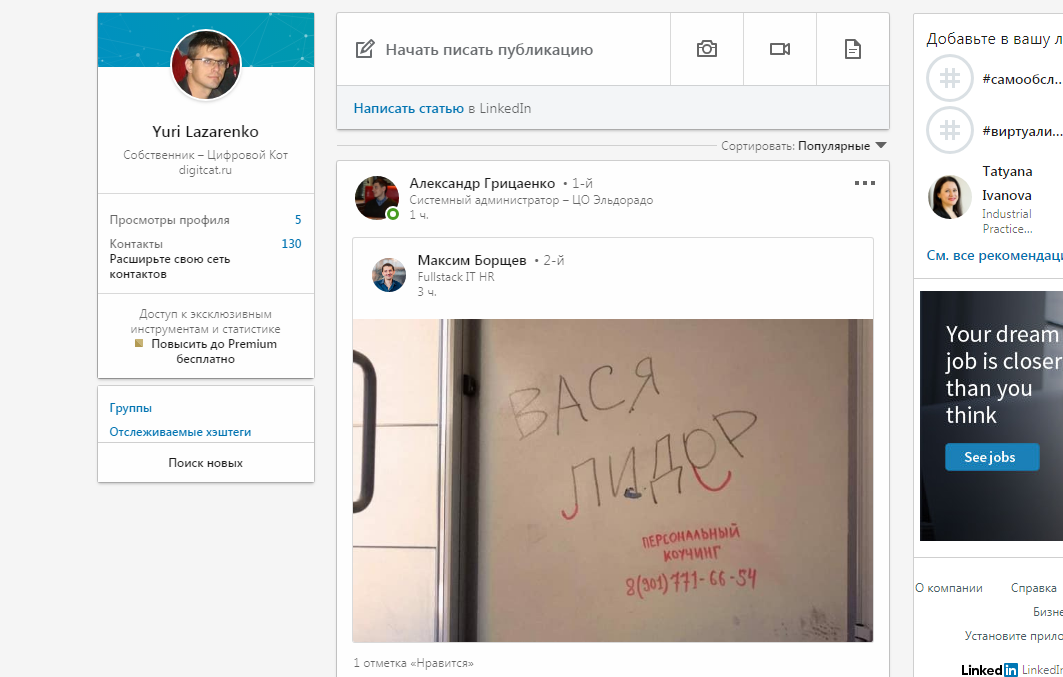 Yuri Lazarenko
Собственник – Цифровой Кот
digitcat.ru
Просмотры профиля 5
Контакты 130
Расширьте свою сеть
контактов
Доступ к эксклюзивным
инструментам и статистике
Повысить до Premium
бесплатно
Группы
Отслеживаемые хэштеги
Поиск новых
Начать писать публикацию
Написать статью в LinkedIn
Сортировать: Популярные
Александр Грицаенко • 1-й
Системный администратор – ЦО Эльдорадо
1 ч.
Максим Борщев • 2-й
Fullstack IT HR
3 ч.
ВАСЯ
ЛИДЕР
ПЕРСОНАЛЬНЫЙ
КОУЧИНГ
8(901)771-66-54
1 отметка «Нравится»
Добавьте в вашу л
#самообсл...
#виртуали...
Tatyana
Ivanova
Industrial
Practice...
См. все рекомендаци
Your dream
job is closer
than you
think
See jobs
О компании Справка
Бизне
Установите прило
Linked in LinkedIn